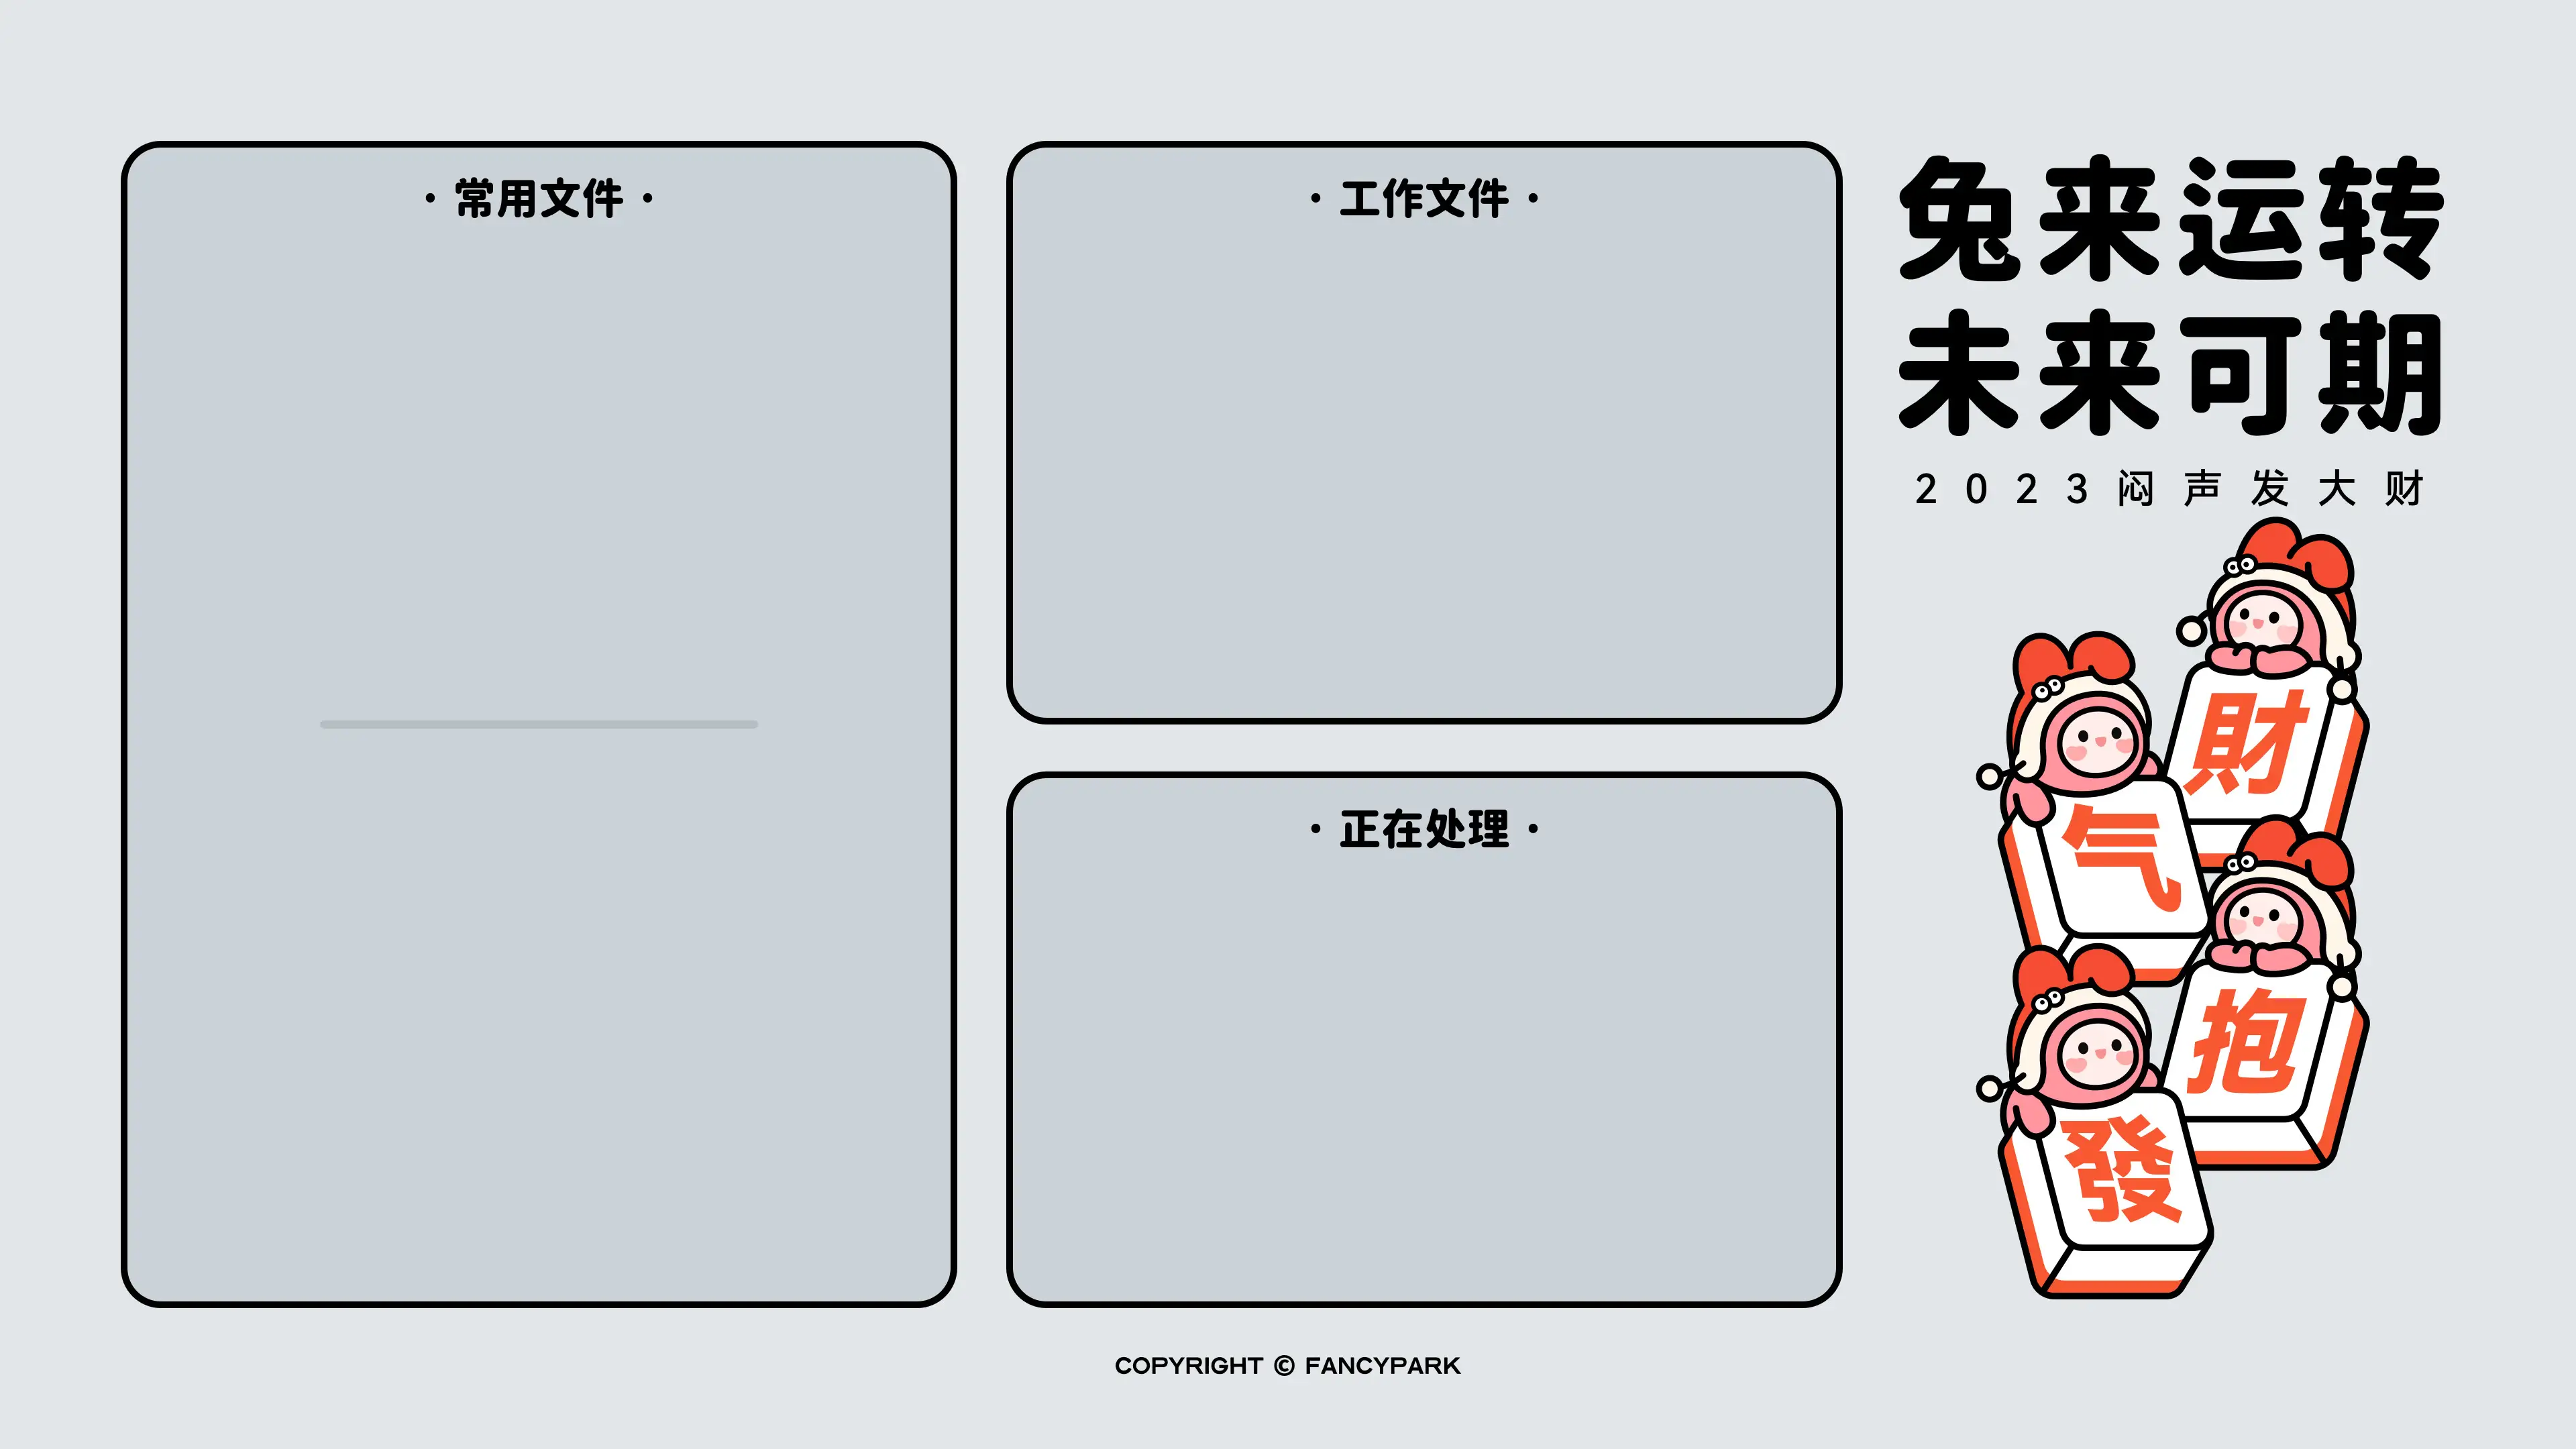 · 常用文件 ·
· 工作文件 ·
· 正在处理 ·
兔来运转
未来可期
2023闷声发大财
財
气
抱
發
COPYRIGHT © FANCYPARK